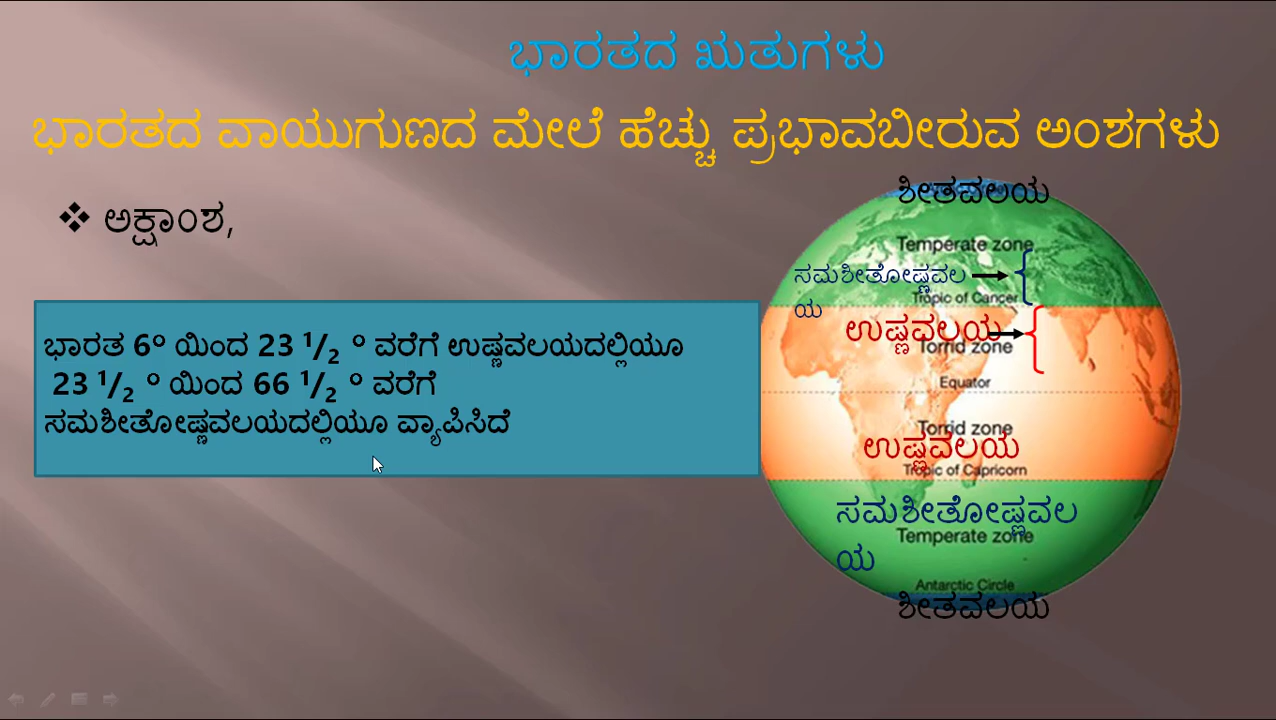 ಭಾರತದ ಋತುಗಳು
ಭಾರತದ ವಾಯುಗುಣದ ಮೇಲೆ ಹೆಚ್ಚು ಪ್ರಭಾವಬೀರುವ ಅಂಶಗಳು
❖ ಅಕ್ಷಾಂಶ,
ಭಾರತ 6° ಯಿಂದ 23 ¹/₂ ° ವರೆಗೆ ಉಷ್ಣವಲಯದಲ್ಲಿಯೂ
23 ¹/₂ ° ಯಿಂದ 66 ¹/₂ ° ವರೆಗೆ
ಸಮಶೀತೋಷ್ಣವಲಯದಲ್ಲಿಯೂ ವ್ಯಾಪಿಸಿದೆ
ಶೀತವಲಯ
Temperate zone
ಸಮಶೀತೋಷ್ಣವಲ
ಯ
Tropic of Cancer
ಉಷ್ಣವಲಯ
Torrid zone
Equator
Torrid zone
ಉಷ್ಣವಲಯ
Tropic of Capricorn
ಸಮಶೀತೋಷ್ಣವಲ
ಯ
Temperate zone
Antarctic Circle
ಶೀತವಲಯ